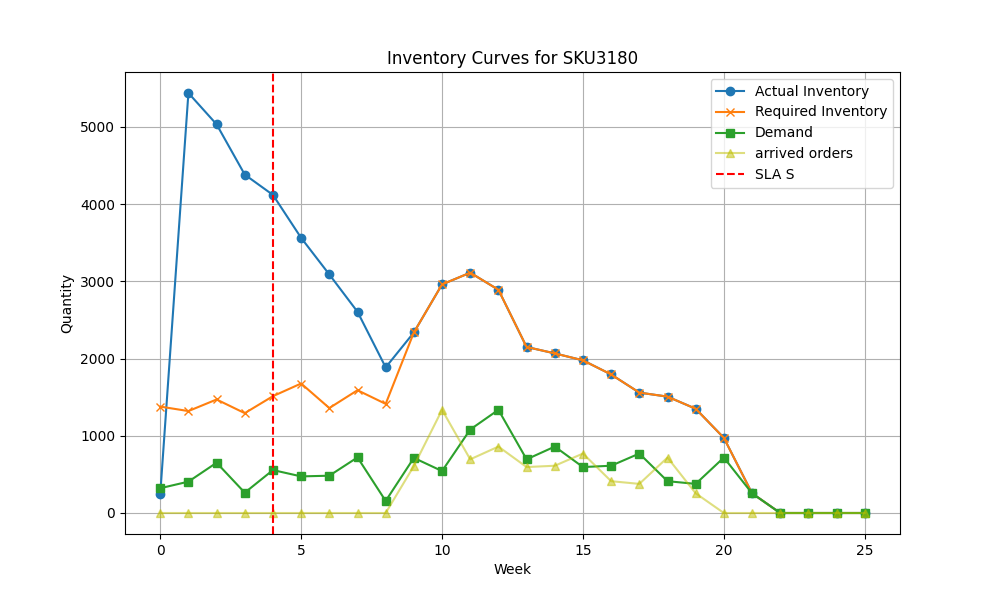 Inventory Curves for SKU3180
Actual Inventory
Required Inventory
Demand
arrived orders
SLA S
Quantity
5000
4000
3000
2000
1000
0
0 5 10 15 20 25
Week